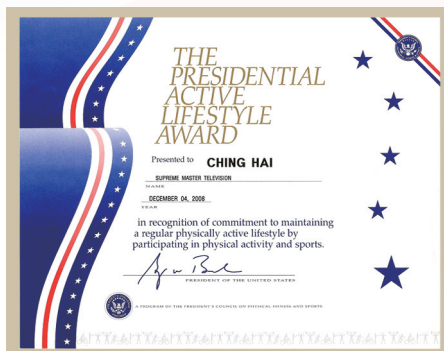 THE
PRESIDENTIAL
ACTIVE
LIFESTYLE
AWARD
Presented to CHING HAI
SUPREME MASTER TELEVISION
NAME
DECEMBER 04, 2008
YEAR
in recognition of commitment to maintaining
a regular physically active lifestyle by
participating in physical activity and sports.
PRESIDENT OF THE UNITED STATES
A PROGRAM OF THE PRESIDENT'S COUNCIL ON PHYSICAL FITNESS AND SPORTS